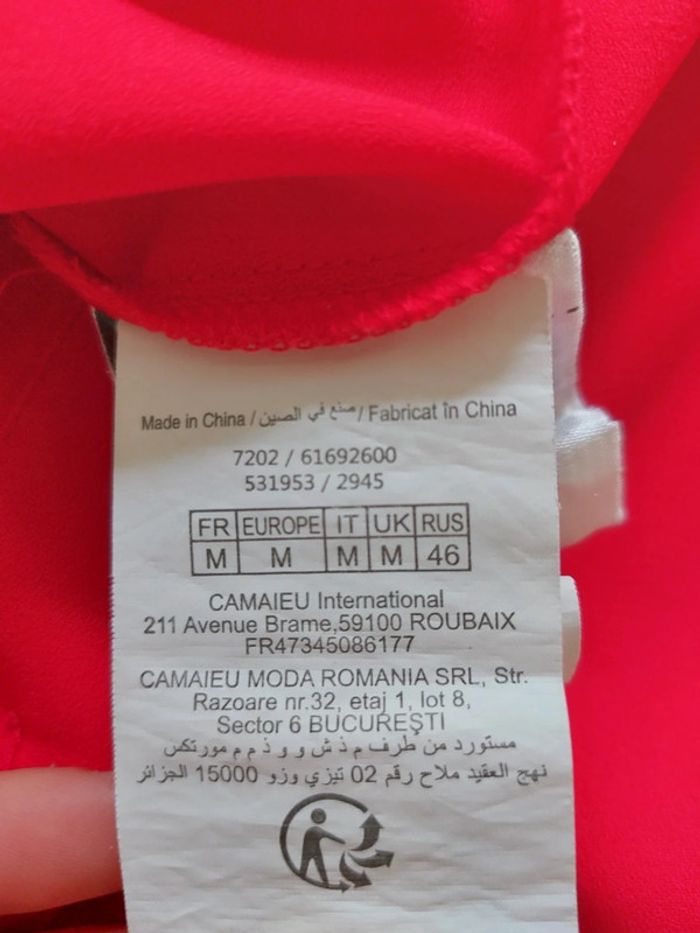 Made in China / صنع في الصين / Fabricat în China
7202 / 61692600
531953 / 2945
FR EUROPE IT UK RUS
M M M M 46
CAMAIEU International
211 Avenue Brame,59100 ROUBAIX
FR47345086177
CAMAIEU MODA ROMANIA SRL, Str.
Razoare nr.32, etaj 1, lot 8,
Sector 6 BUCUREŞTI
مستورد من طرف م ذ ش و و ذ م م مورتكس
نهج العقيد ملاح رقم 02 تيزي وزو 15000 الجزائر